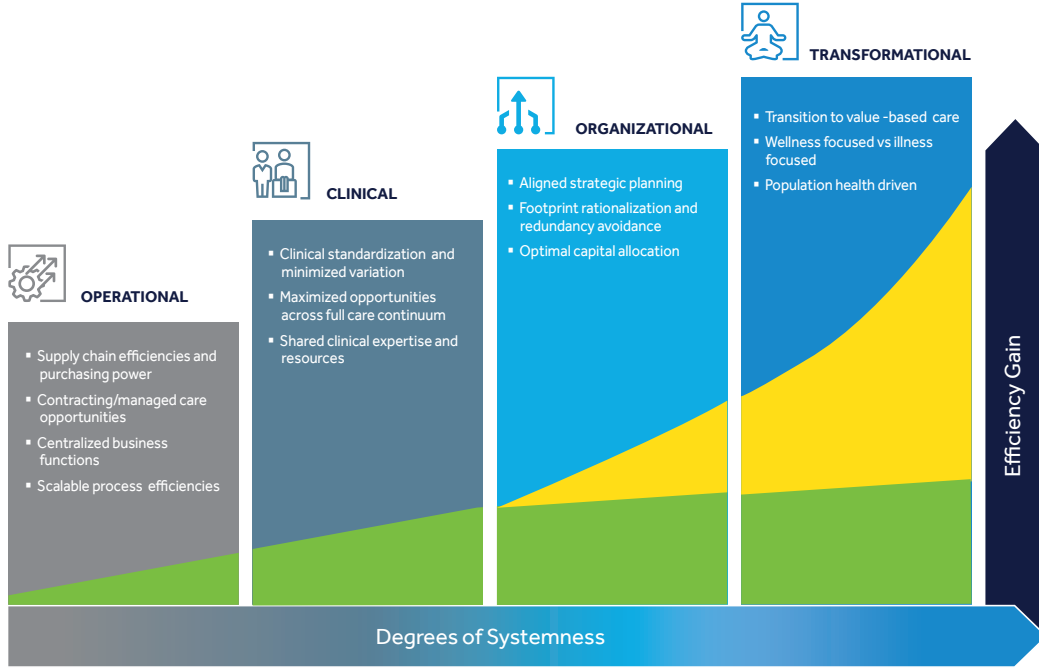 OPERATIONAL
▪ Supply chain efficiencies and
purchasing power
▪ Contracting/managed care
opportunities
▪ Centralized business
functions
▪ Scalable process efficiencies
CLINICAL
▪ Clinical standardization and
minimized variation
▪ Maximized opportunities
across full care continuum
▪ Shared clinical expertise and
resources
ORGANIZATIONAL
▪ Aligned strategic planning
▪ Footprint rationalization and
redundancy avoidance
▪ Optimal capital allocation
TRANSFORMATIONAL
▪ Transition to value -based care
▪ Wellness focused vs illness
focused
▪ Population health driven
Efficiency Gain
Degrees of Systemness